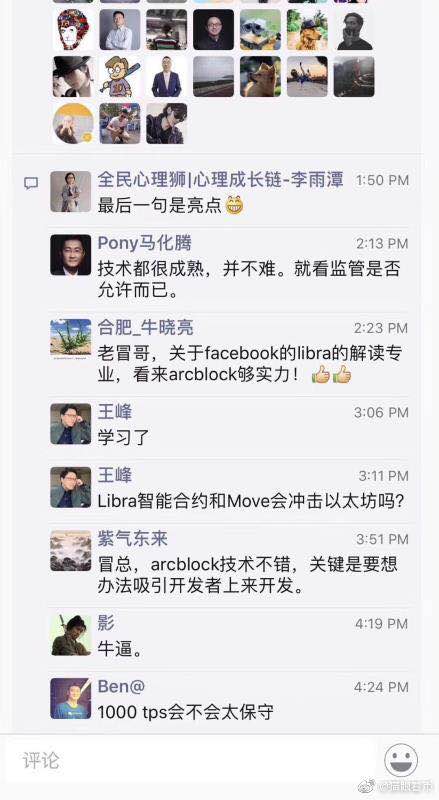 全民心理狮|心理成长链-李雨潭 1:50 PM
最后一句是亮点😁
Pony马化腾 2:13 PM
技术都很成熟，并不难。就看监管是否
允许而已。
合肥_牛晓亮 2:23 PM
老冒哥，关于facebook的libra的解读专
业，看来arcblock够实力！👍👍
王峰 3:06 PM
学习了
王峰 3:11 PM
Libra智能合约和Move会冲击以太坊吗?
紫气东来 3:51 PM
冒总，arcblock技术不错，关键是要想
办法吸引开发者上来开发。
影 4:19 PM
牛逼。
Ben@ 4:24 PM
1000 tps会不会太保守
评论